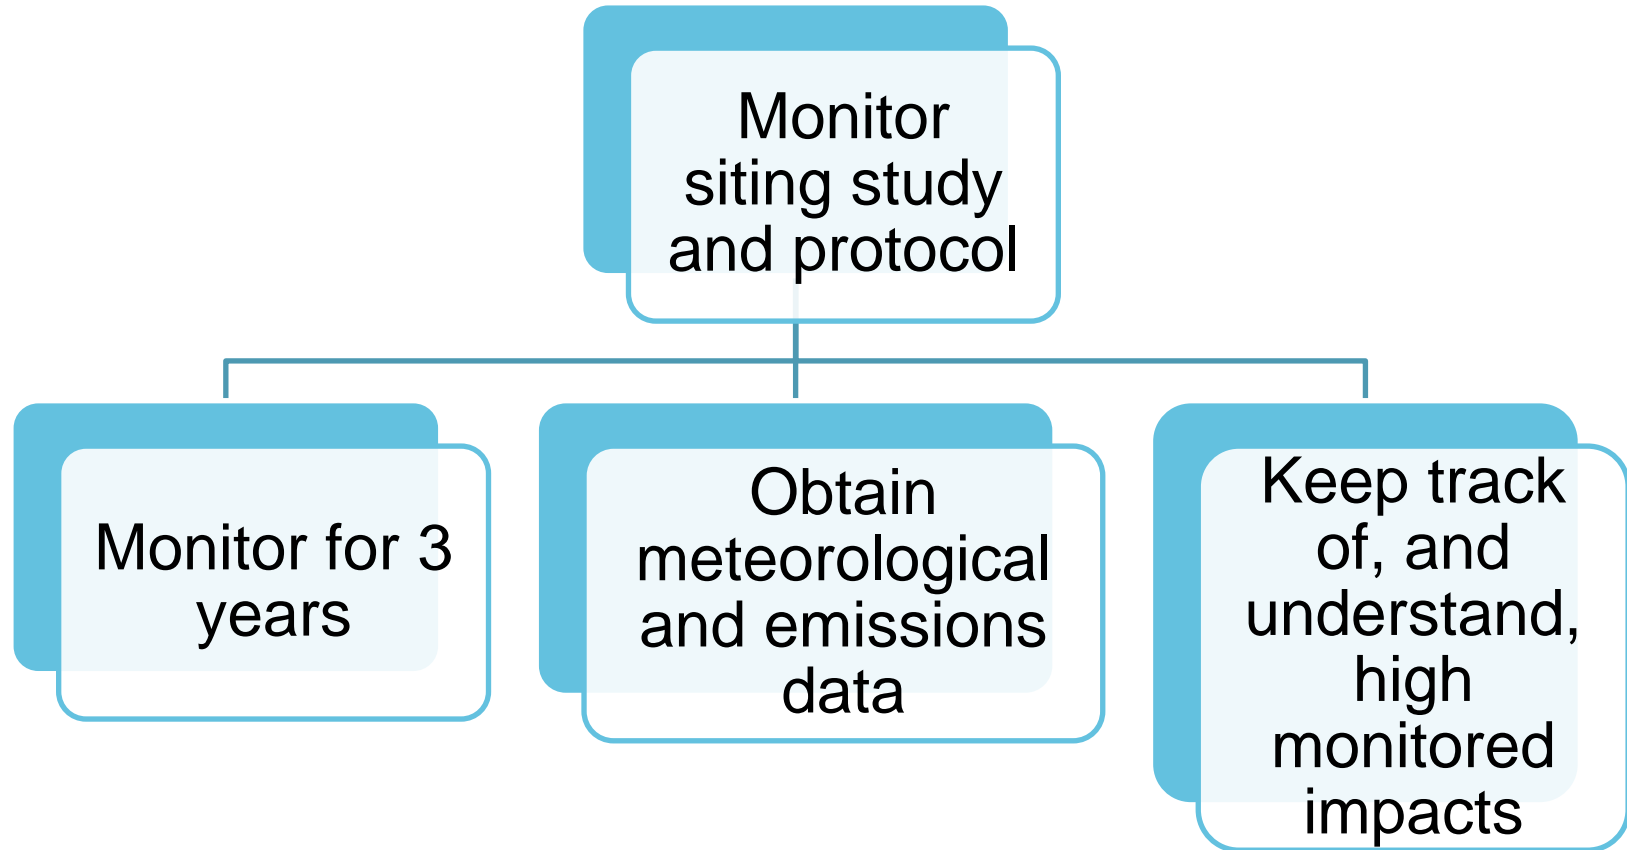 Monitor
siting study
and protocol
Monitor for 3
years
Obtain
meteorological
and emissions
data
Keep track
of, and
understand,
high
monitored
impacts